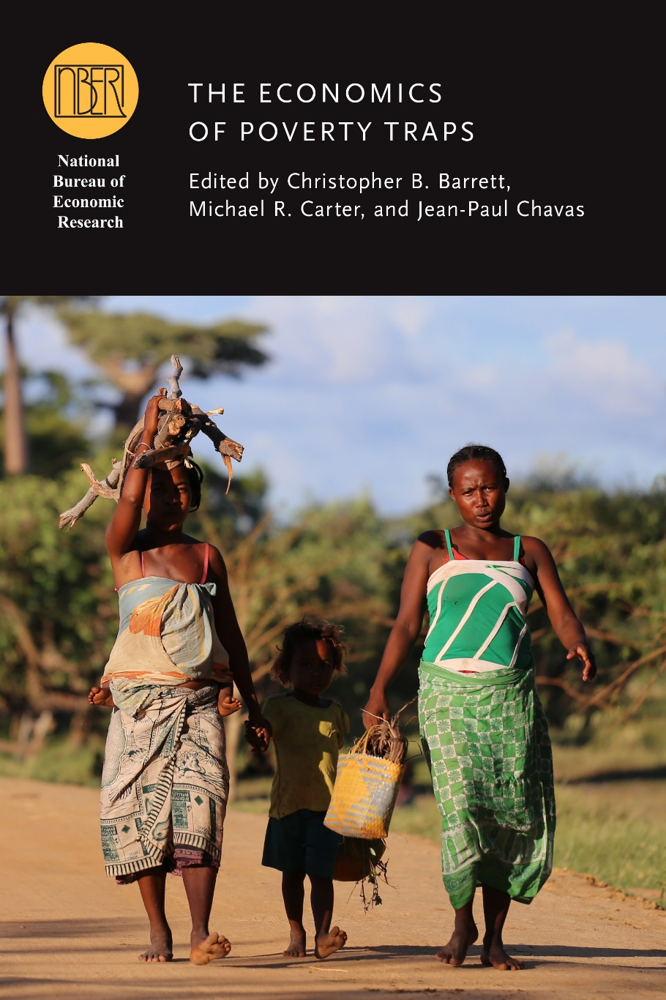 NBER
National
Bureau of
Economic
Research
THE ECONOMICS
OF POVERTY TRAPS
Edited by Christopher B. Barrett,
Michael R. Carter, and Jean-Paul Chavas